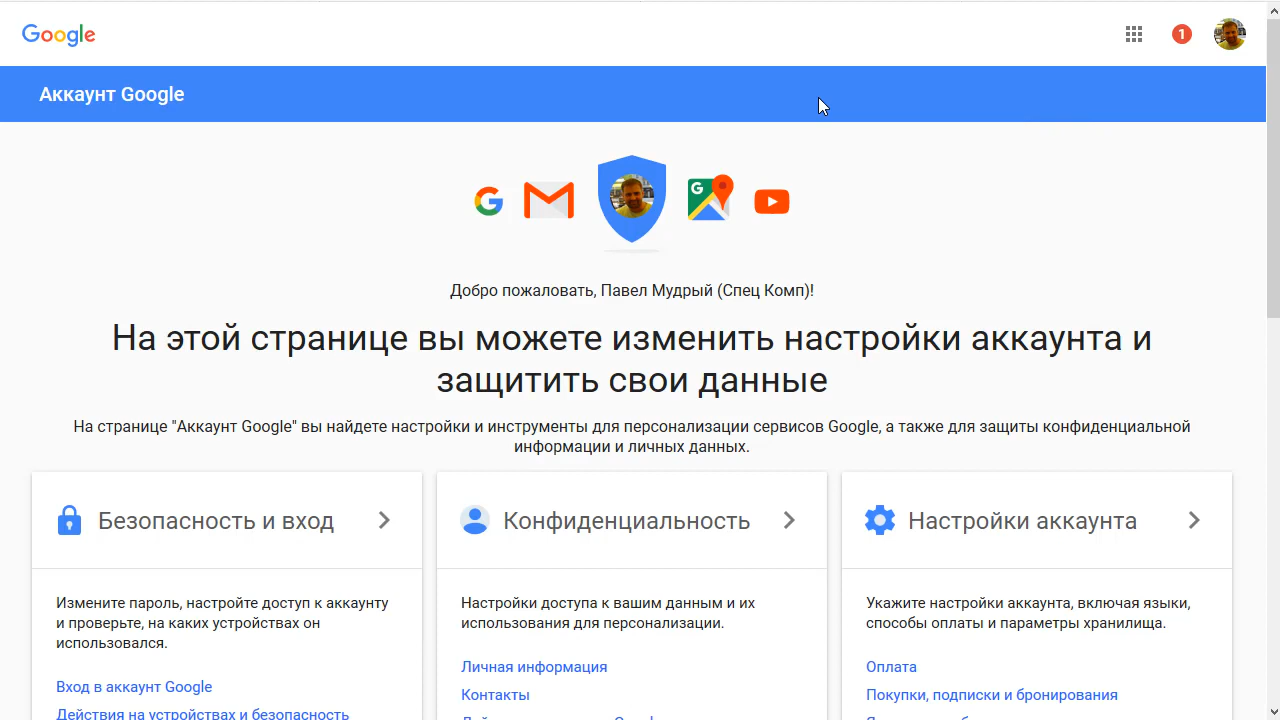 Google
1
Аккаунт Google
Добро пожаловать, Павел Мудрый (Спец Комп)!
На этой странице вы можете изменить настройки аккаунта и
защитить свои данные
На странице "Аккаунт Google" вы найдете настройки и инструменты для персонализации сервисов Google, а также для защиты конфиденциальной
информации и личных данных.
Безопасность и вход
Измените пароль, настройте доступ к аккаунту
и проверьте, на каких устройствах он
использовался.
Вход в аккаунт Google
Действия на устройствах и безопасность
Конфиденциальность
Настройки доступа к вашим данным и их
использования для персонализации.
Личная информация
Контакты
Настройки аккаунта
Укажите настройки аккаунта, включая языки,
способы оплаты и параметры хранилища.
Оплата
Покупки, подписки и бронирования